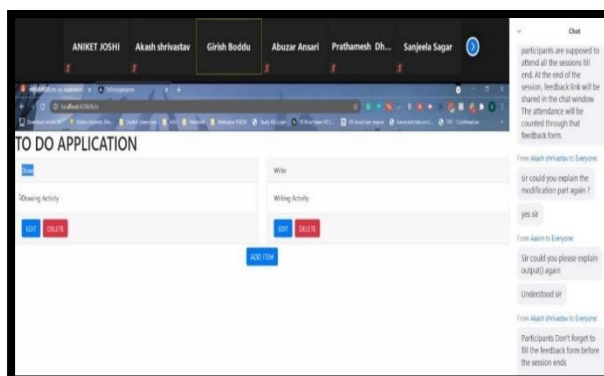 ANIKET JOSHI
Akash shrivastav
Girish Boddu
Abuzar Ansari
Prathamesh Dh...
Sanjeela Sagar
TO DO APPLICATION
Draw
Drawing Activity
EDIT DELETE
Write
Writing Activity
EDIT DELETE
ADD ITEM
Chat
participants are supposed to
attend all the sessions till
end. At the end of the
session, feedback link will be
shared in the chat window.
The attendance will be
counted through that
feedback form.
From Akash shrivastav to Everyone:
sir could you explain the
modification part again ?
yes sir
From Aasim to Everyone:
Sir could you please explain
output() again
Understood sir
From Akash shrivastav to Everyone:
Participants Don't forget to
fill the feedback form before
the session ends